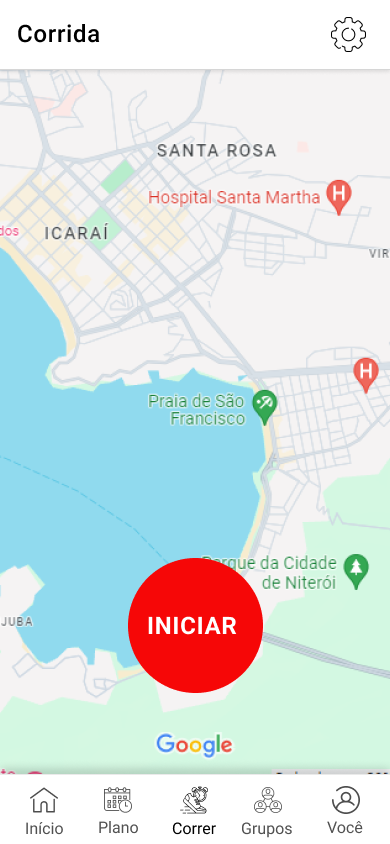 Corrida
SANTA ROSA
Hospital Santa Martha
H
dos
ICARAÍ
VIR
H
Praia de São
Francisco
Parque da Cidade
de Niterói
JUBA
INICIAR
Google
Início
Plano
Correr
Grupos
Você